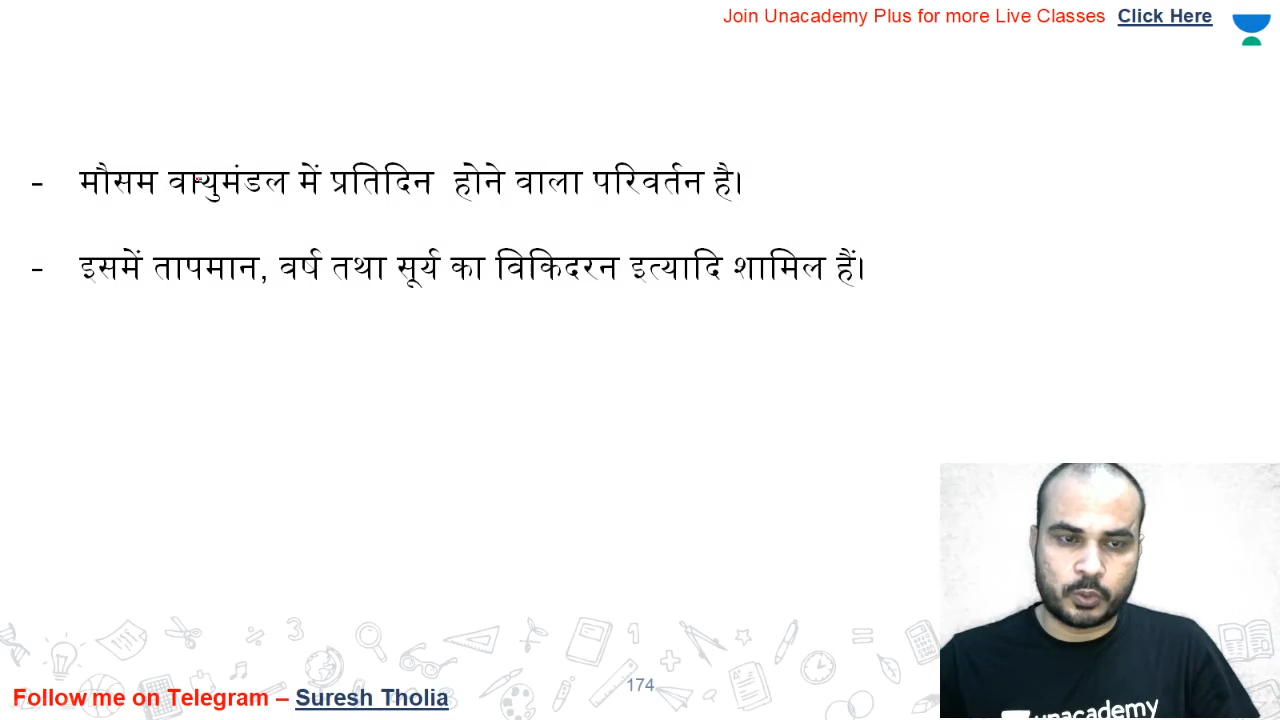 Join Unacademy Plus for more Live Classes Click Here
- मौसम वायुमंडल में प्रतिदिन होने वाला परिवर्तन है।
- इसमें तापमान, वर्ष तथा सूर्य का विकिदरन इत्यादि शामिल हैं।
Follow me on Telegram – Suresh Tholia
174
unacademy